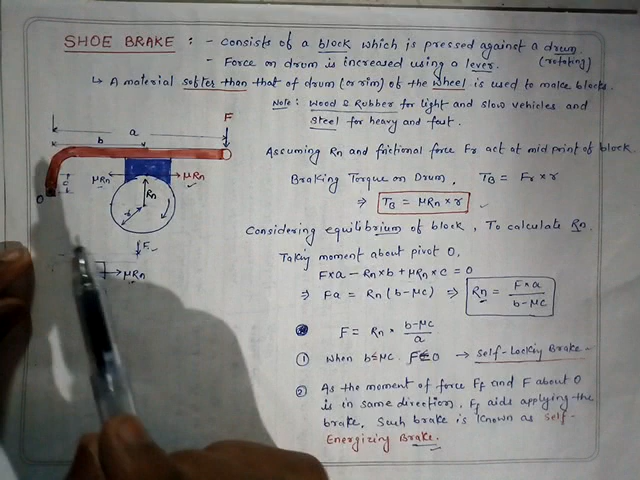 SHOE BRAKE : - Consists of a block which is pressed against a drum.
- Force on drum is increased using a lever. (rotating)
↳ A material softer than that of drum (or rim) of the wheel is used to make blocks.
Note : Wood & Rubber for light and slow vehicles and
Steel for heavy and fast.
a
F
b
Assuming Rn and frictional force Fr act at mid point of block.
μRn
μRn
Rn
c
O
r
Braking Torque on Drum, TB = Fr × r
⇒ TB = μRn × r
Considering equilibrium of block, To calculate Rn.
F
μRn
Taking moment about pivot O,
F×a - Rn×b + μRn × c = 0
⇒ Fa = Rn (b - μc) ⇒ Rn = F×a / b - μc
F = Rn × b - μc / a
① When b ≤ μc. F ≤ 0 → Self-Lockiy Brake -
② As the moment of force Ff and F about O
is in same direction, Ff aids applying the
brake. Such brake is known as self-
Energizing Brake.